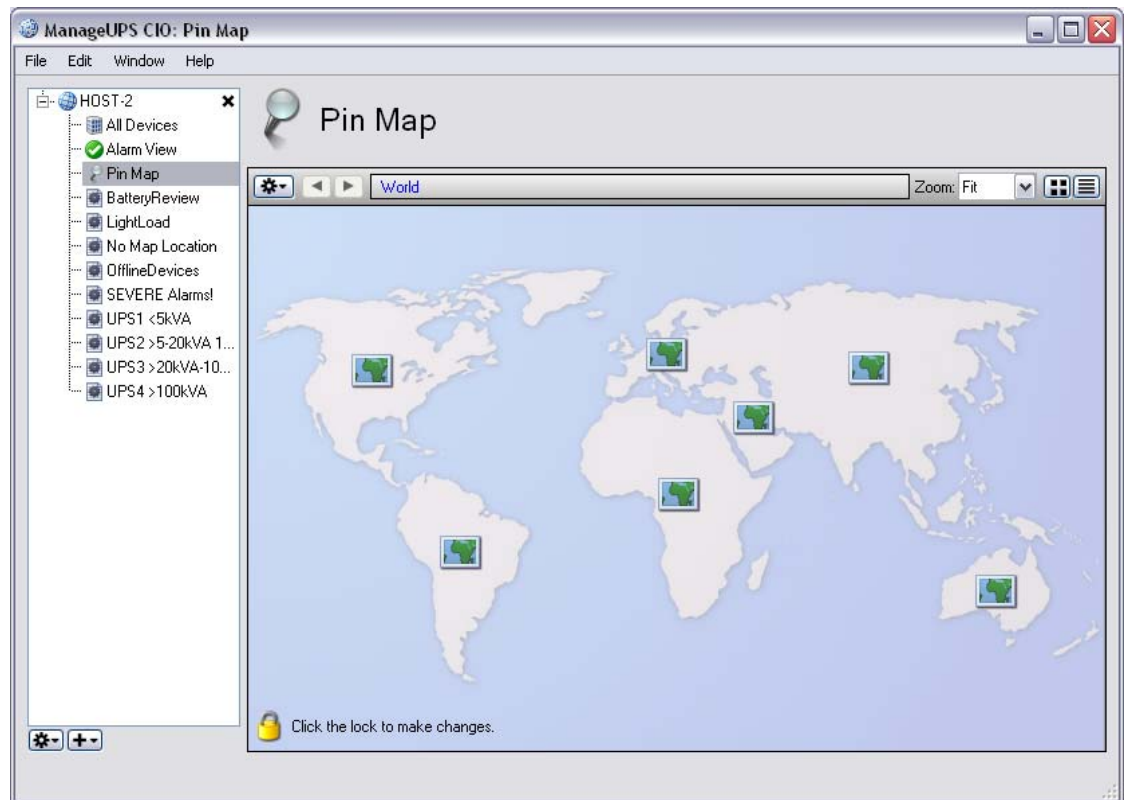 ManageUPS CIO: Pin Map
File Edit Window Help
HOST-2
All Devices
Alarm View
Pin Map
BatteryReview
LightLoad
No Map Location
OfflineDevices
SEVERE Alarms!
UPS1 <5kVA
UPS2 >5-20kVA 1...
UPS3 >20kVA-10...
UPS4 >100kVA
Pin Map
World Zoom: Fit
Click the lock to make changes.